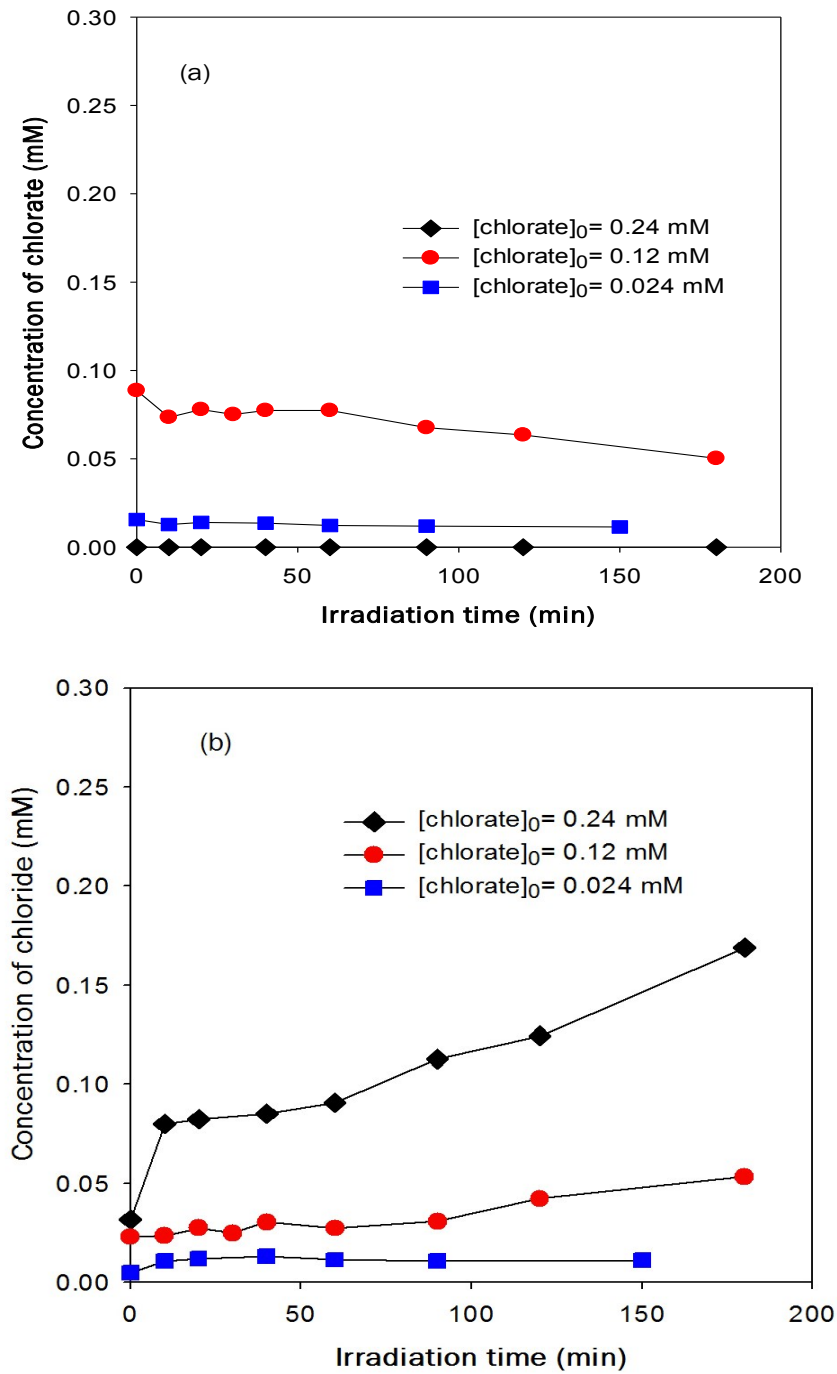 0.30
(a)
0.25
0.20
[chlorate]0= 0.24 mM
[chlorate]0= 0.12 mM
0.15
[chlorate]0= 0.024 mM
0.10
0.05
0.00
0 50 100 150 200
Concentration of chlorate (mM)
Irradiation time (min)
0.30
(b)
0.25
[chlorate]0= 0.24 mM
[chlorate]0= 0.12 mM
0.20
[chlorate]0= 0.024 mM
0.15
0.10
0.05
0.00
0 50 100 150 200
Concentration of chloride (mM)
Irradiation time (min)